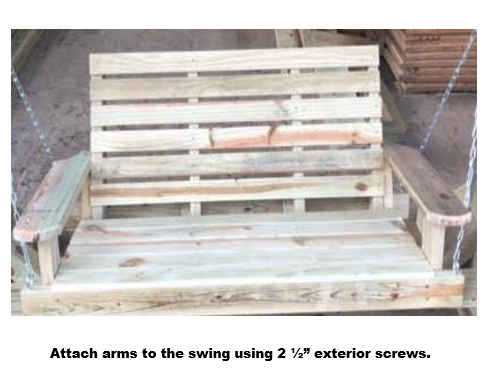 Attach arms to the swing using 2 ½” exterior screws.